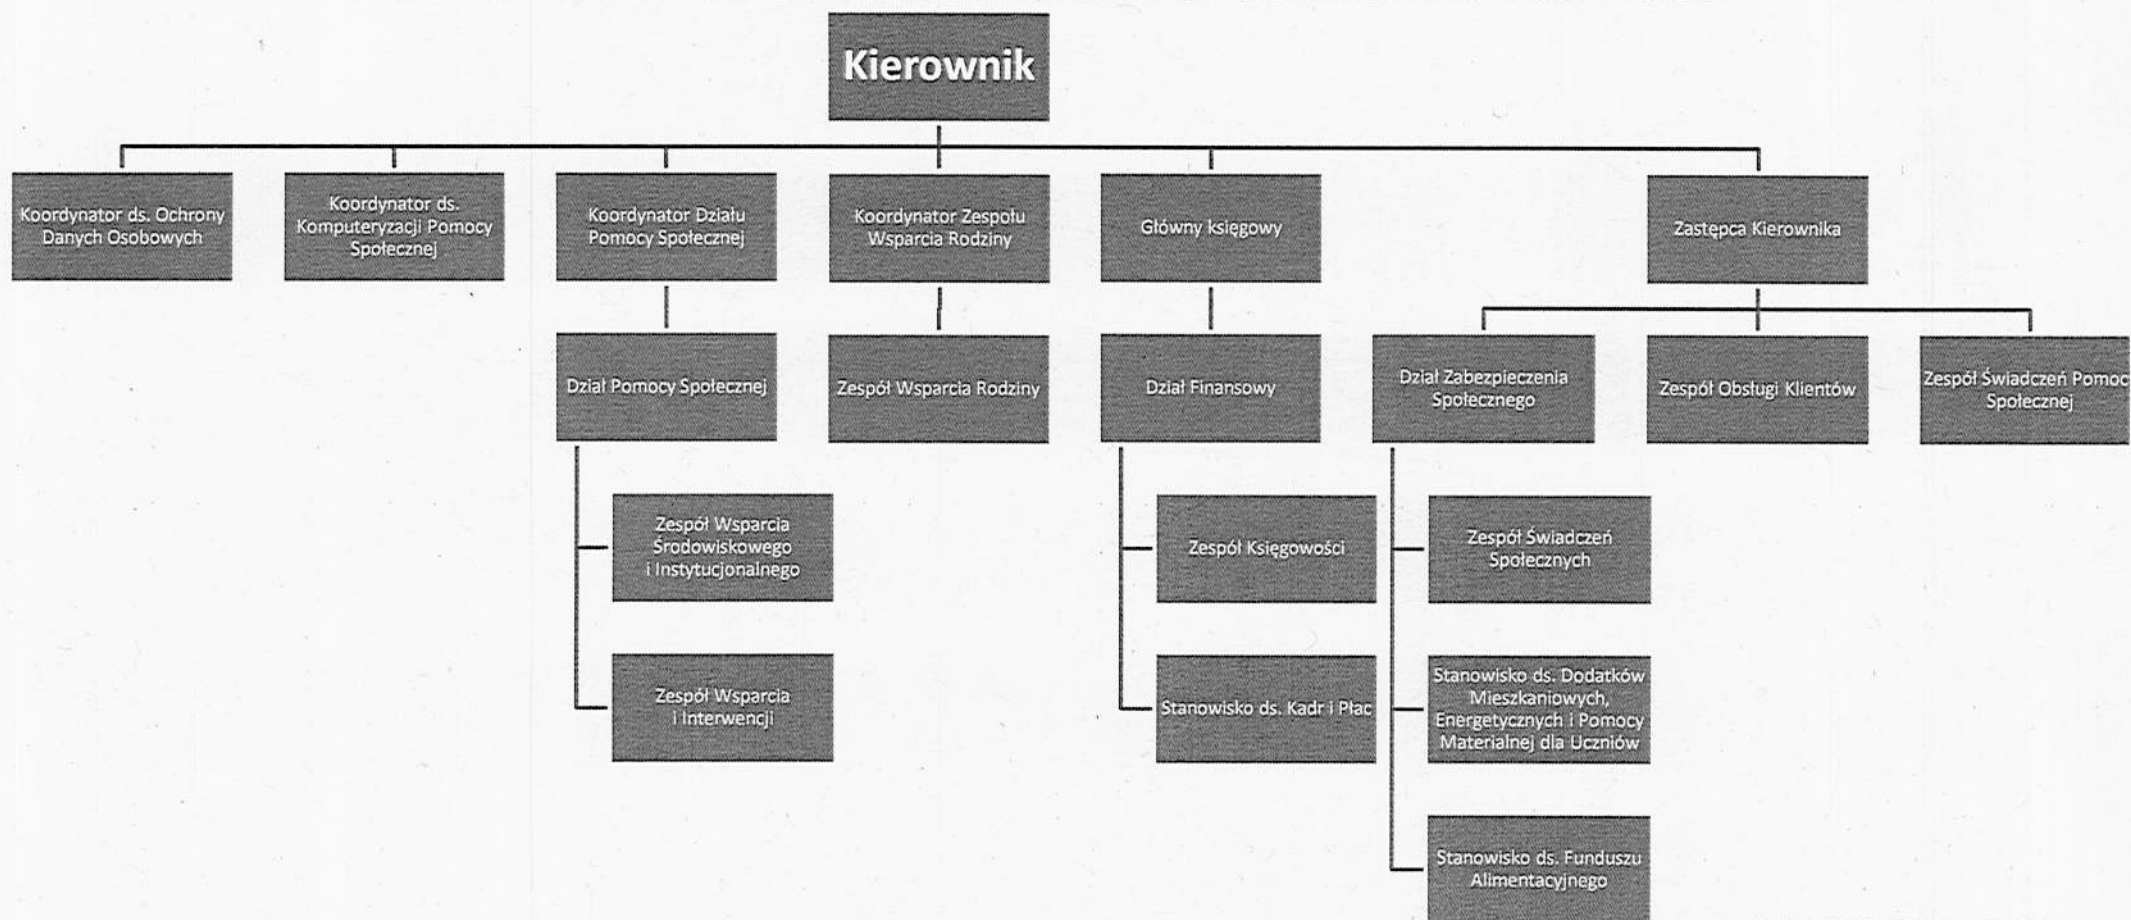 Kierownik
Koordynator ds. Ochrony
Danych Osobowych
Koordynator ds.
Komputeryzacji Pomocy
Społecznej
Koordynator Działu
Pomocy Społecznej
Koordynator Zespołu
Wsparcia Rodziny
Główny księgowy
Zastępca Kierownika
Dział Pomocy Społecznej
Zespół Wsparcia Rodziny
Dział Finansowy
Dział Zabezpieczenia
Społecznego
Zespół Obsługi Klientów
Zespół Świadczeń Pomoc
Społecznej
Zespół Wsparcia
Środowiskowego
i Instytucjonalnego
Zespół Księgowości
Zespół Świadczeń
Społecznych
Zespół Wsparcia
i Interwencji
Stanowisko ds. Kadr i Płac
Stanowisko ds. Dodatków
Mieszkaniowych,
Energetycznych i Pomocy
Materialnej dla Uczniów
Stanowisko ds. Funduszu
Alimentacyjnego